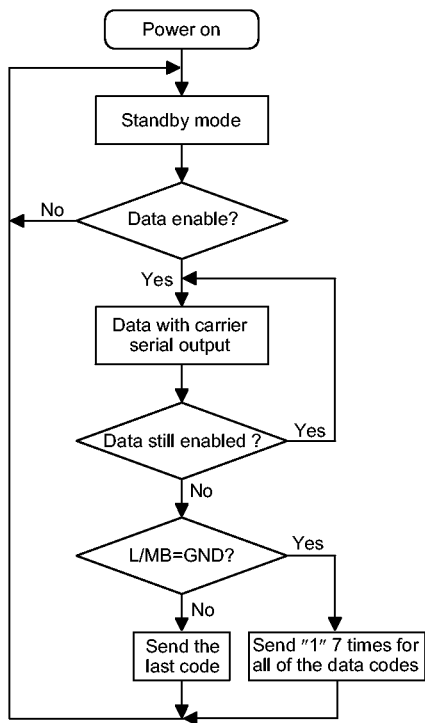 Power on
Standby mode
Data enable?
No
Yes
Data with carrier
serial output
Data still enabled ?
Yes
No
L/MB=GND?
Yes
No
Send the
last code
Send "1" 7 times for
all of the data codes